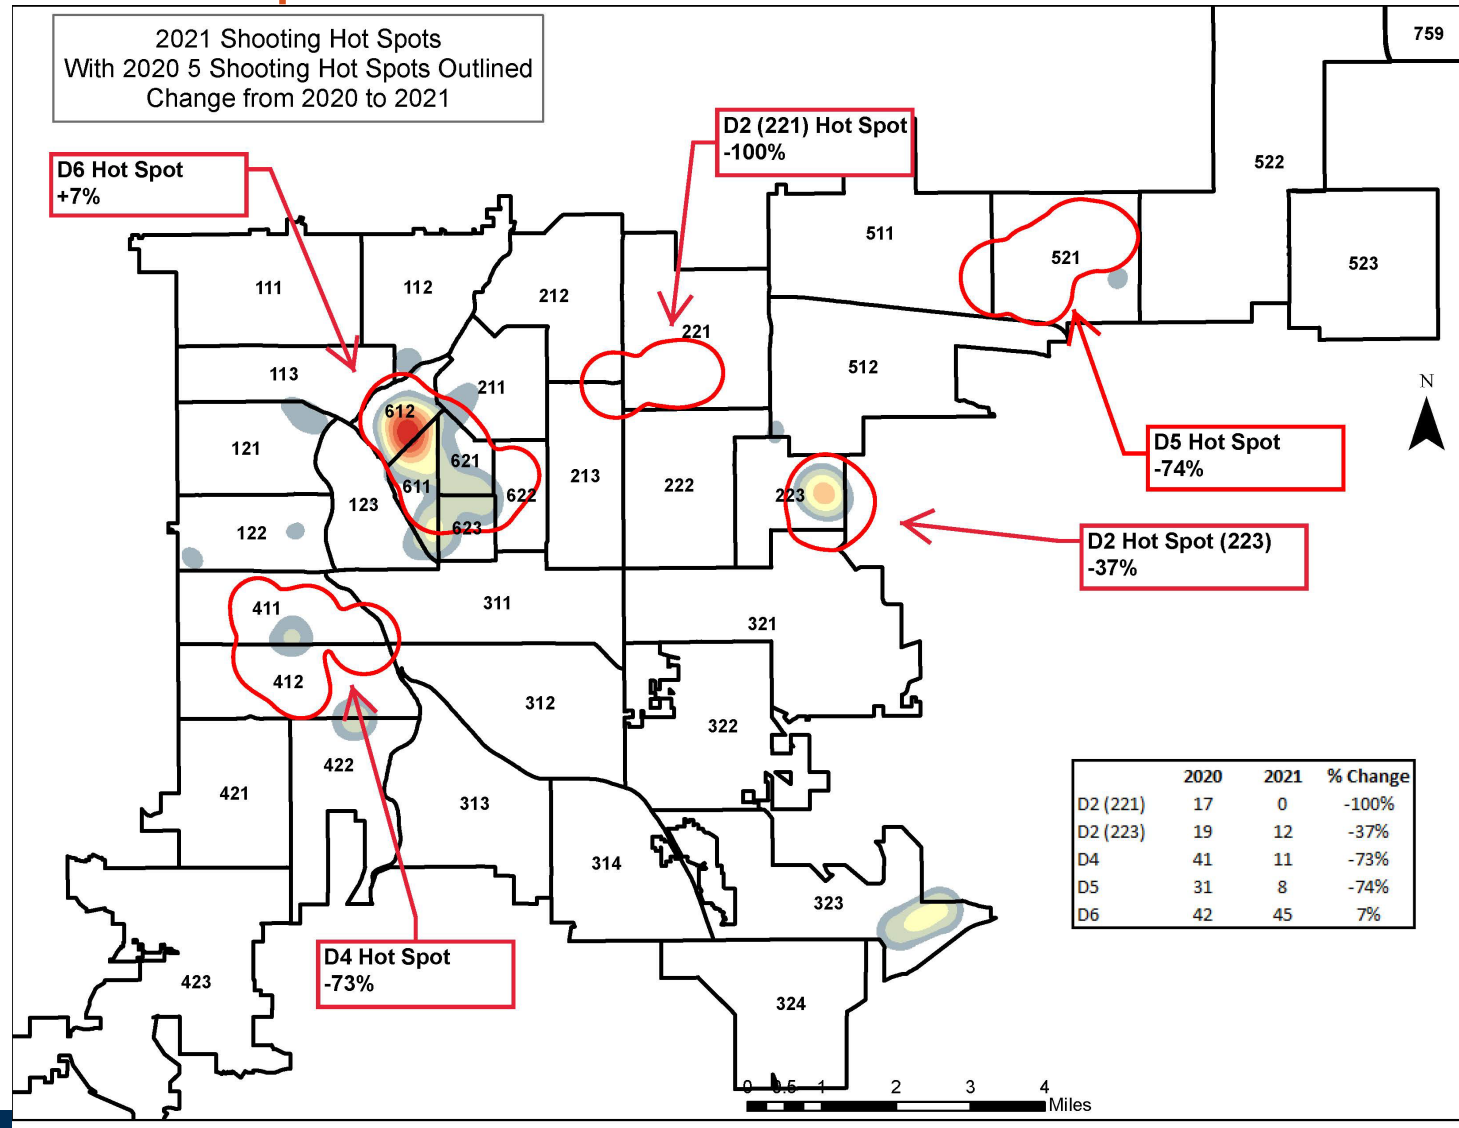 2021 Shooting Hot Spots
With 2020 5 Shooting Hot Spots Outlined
Change from 2020 to 2021
759
D2 (221) Hot Spot
-100%
D6 Hot Spot
+7%
522
511
521
523
111
112
212
221
512
113
211
612
121
621
213
222
223
611
622
123
122
623
D5 Hot Spot
-74%
N
D2 Hot Spot (223)
-37%
411
311
321
412
312
322
422
421
313
314
323
423
324
D4 Hot Spot
-73%
2020 2021 % Change
D2 (221) 17 0 -100%
D2 (223) 19 12 -37%
D4 41 11 -73%
D5 31 8 -74%
D6 42 45 7%
0 0.5 1 2 3 4
Miles